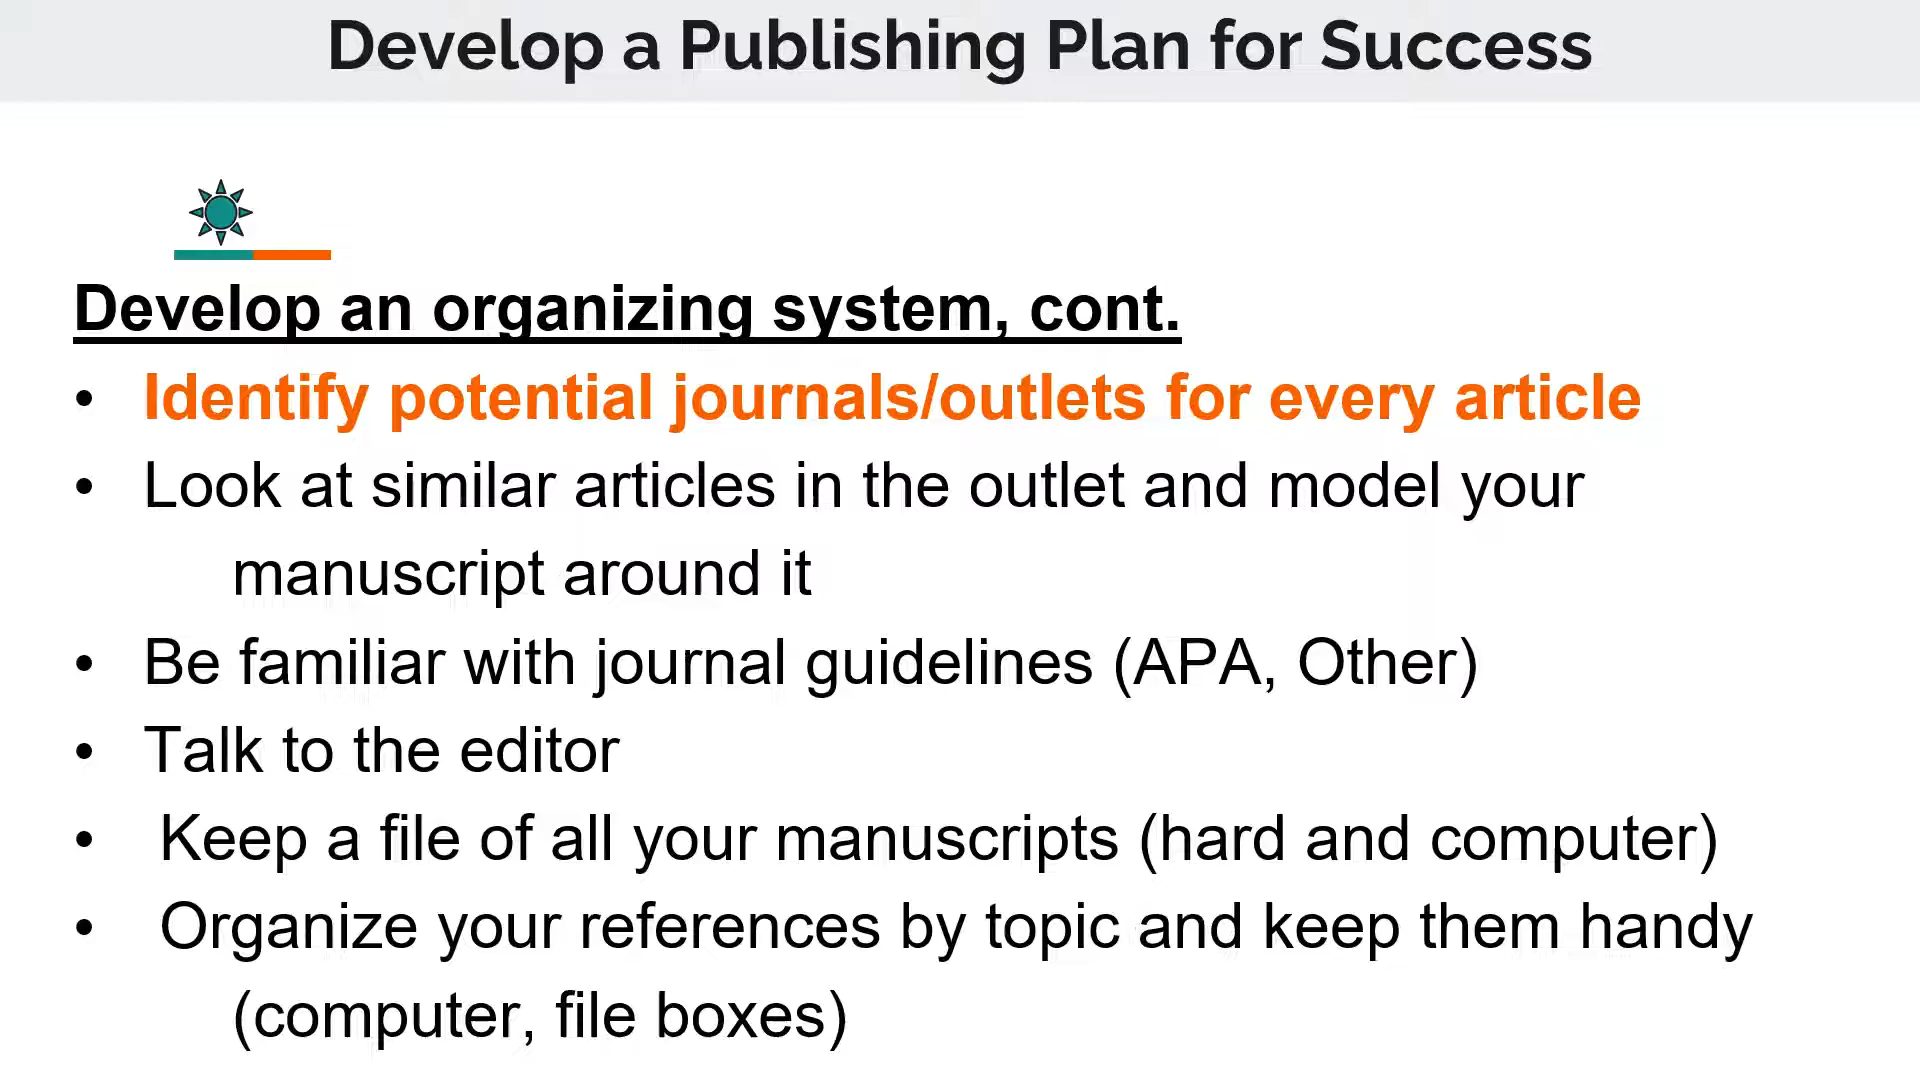 Develop a Publishing Plan for Success
Develop an organizing system, cont.
• Identify potential journals/outlets for every article
• Look at similar articles in the outlet and model your
manuscript around it
• Be familiar with journal guidelines (APA, Other)
• Talk to the editor
• Keep a file of all your manuscripts (hard and computer)
• Organize your references by topic and keep them handy
(computer, file boxes)